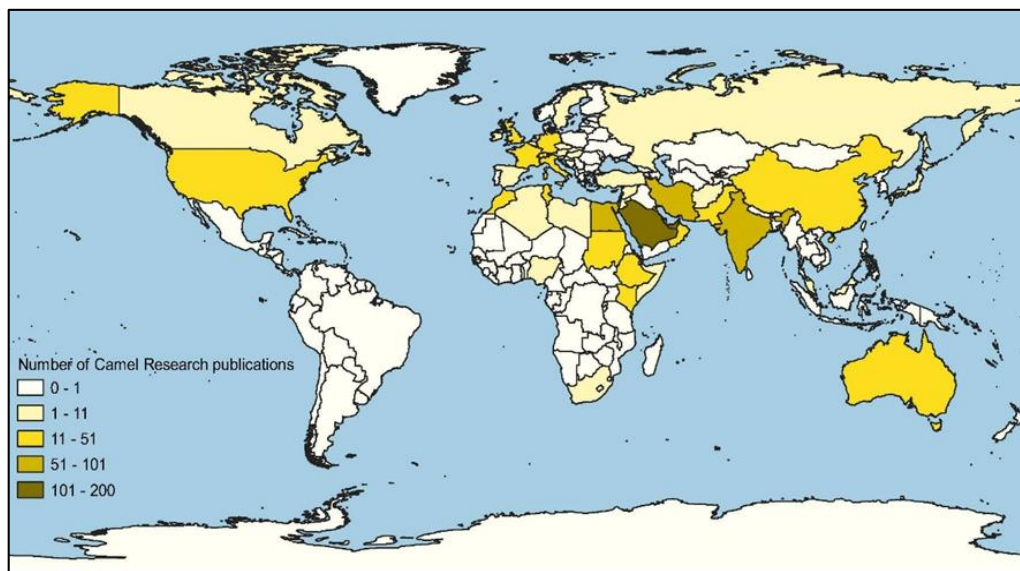 Number of Camel Research publications
0 - 1
1 - 11
11 - 51
51 - 101
101 - 200